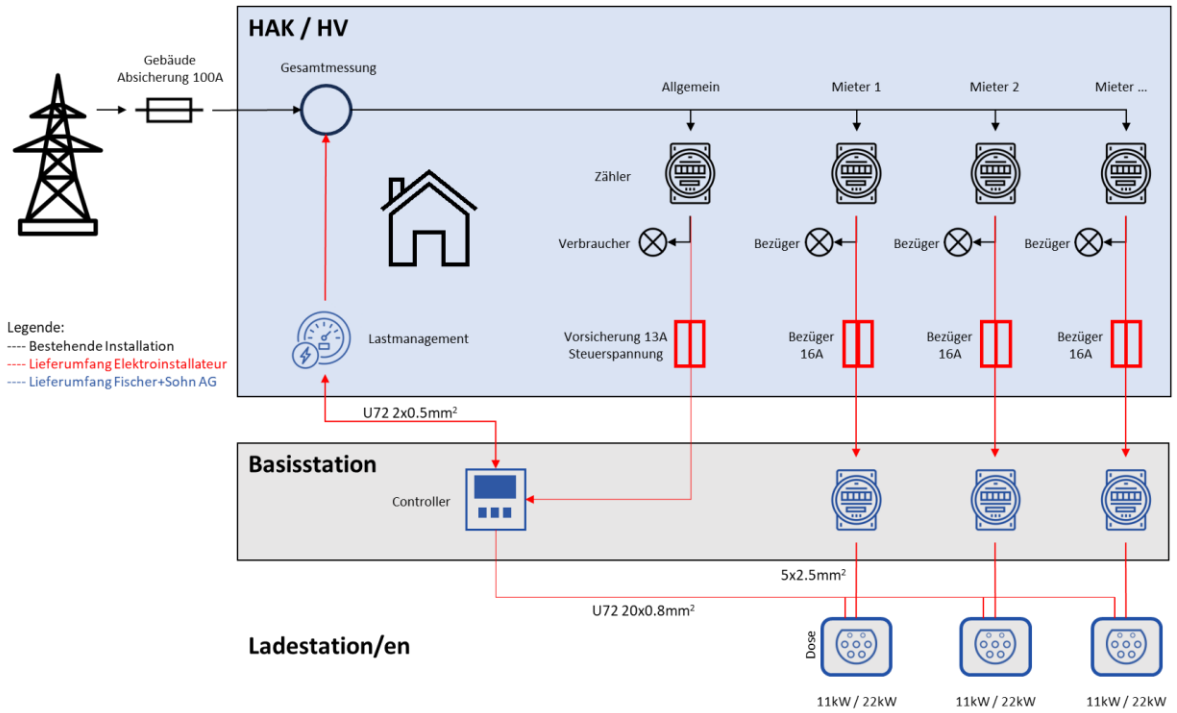 HAK / HV
Gebäude
Absicherung 100A
Gesamtmessung
Allgemein
Mieter 1
Mieter 2
Mieter ...
Zähler
Verbraucher
Bezüger
Bezüger
Bezüger
Legende:
---- Bestehende Installation
---- Lieferumfang Elektroinstallateur
---- Lieferumfang Fischer+Sohn AG
Lastmanagement
Vorsicherung 13A
Steuerspannung
Bezüger
16A
Bezüger
16A
Bezüger
16A
U72 2x0.5mm²
Basisstation
Controller
5x2.5mm²
U72 20x0.8mm²
Ladestation/en
Dose
11kW / 22kW
11kW / 22kW
11kW / 22kW